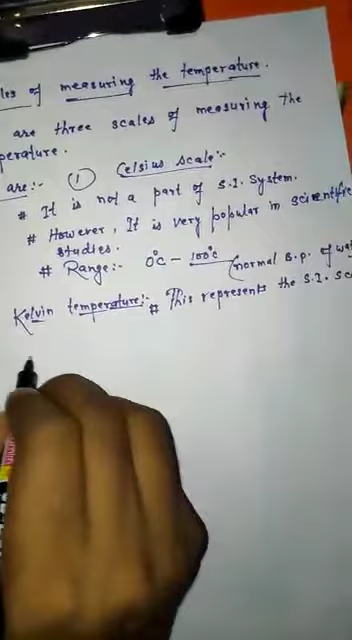 of measuring the temperature.
are three scales of measuring the
are:- ① Celsius scale:-
# It is not a part of S.I. System.
# However, It is very popular in scientific
studies.
# Range:- 0°C - 100°C (normal B.p. of
Kelvin temperature:- # This represents the S.I.